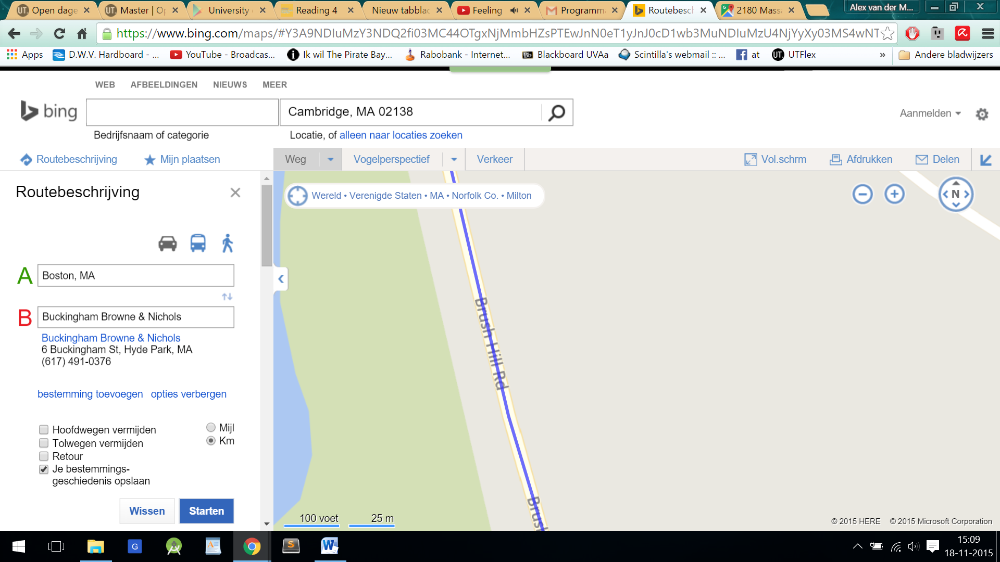 Open dage
Master | Op
University
Reading 4
Nieuw tabblad
Feeling
Programm
Routebesch
2180 Massa
Alex van der M...
https://www.bing.com/maps/#Y3A9NDIuMzY3NDQ2fi03MC44OTgxNjMmbHZsPTEwJnN0eT1yJnJ0cD1wb3MuNDIuMzU4NjYyXy03MS4wNT
Apps
D.W.V. Hardboard - ...
YouTube - Broadcas...
Ik wil The Pirate Bay...
Rabobank - Internet...
Blackboard UVAa
Scintilla's webmail :: ...
at
UTFlex
»
Andere bladwijzers
WEB AFBEELDINGEN NIEUWS MEER
bing
Cambridge, MA 02138
Aanmelden
Bedrijfsnaam of categorie
Locatie, of alleen naar locaties zoeken
Routebeschrijving
Mijn plaatsen
Weg
Vogelperspectief
Verkeer
Vol.schrm
Afdrukken
Delen
Routebeschrijving
Wereld • Verenigde Staten • MA • Norfolk Co. • Milton
N
A Boston, MA
B Buckingham Browne & Nichols
Buckingham Browne & Nichols
6 Buckingham St, Hyde Park, MA
(617) 491-0376
bestemming toevoegen opties verbergen
Hoofdwegen vermijden
Tolwegen vermijden
Retour
Je bestemmings-
geschiedenis opslaan
Mijl
Km
Wissen
Starten
Brush Hill Rd
Brush
100 voet
25 m
© 2015 HERE © 2015 Microsoft Corporation
15:09
18-11-2015